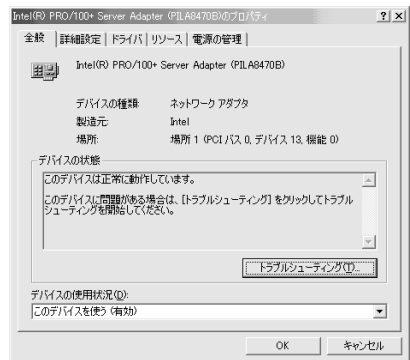 Intel(R) PRO/100+ Server Adapter (PILA8470B)のプロパティ
全般 詳細設定 ドライバ リソース 電源の管理
Intel(R) PRO/100+ Server Adapter (PILA8470B)
デバイスの種類: ネットワーク アダプタ
製造元: Intel
場所: 場所 1 (PCI バス 0, デバイス 13, 機能 0)
デバイスの状態
このデバイスは正常に動作しています。
このデバイスに問題がある場合は、[トラブルシューティング] をクリックしてトラブル
シューティングを開始してください。
トラブルシューティング(T)...
デバイスの使用状況(D):
このデバイスを使う (有効)
OK キャンセル